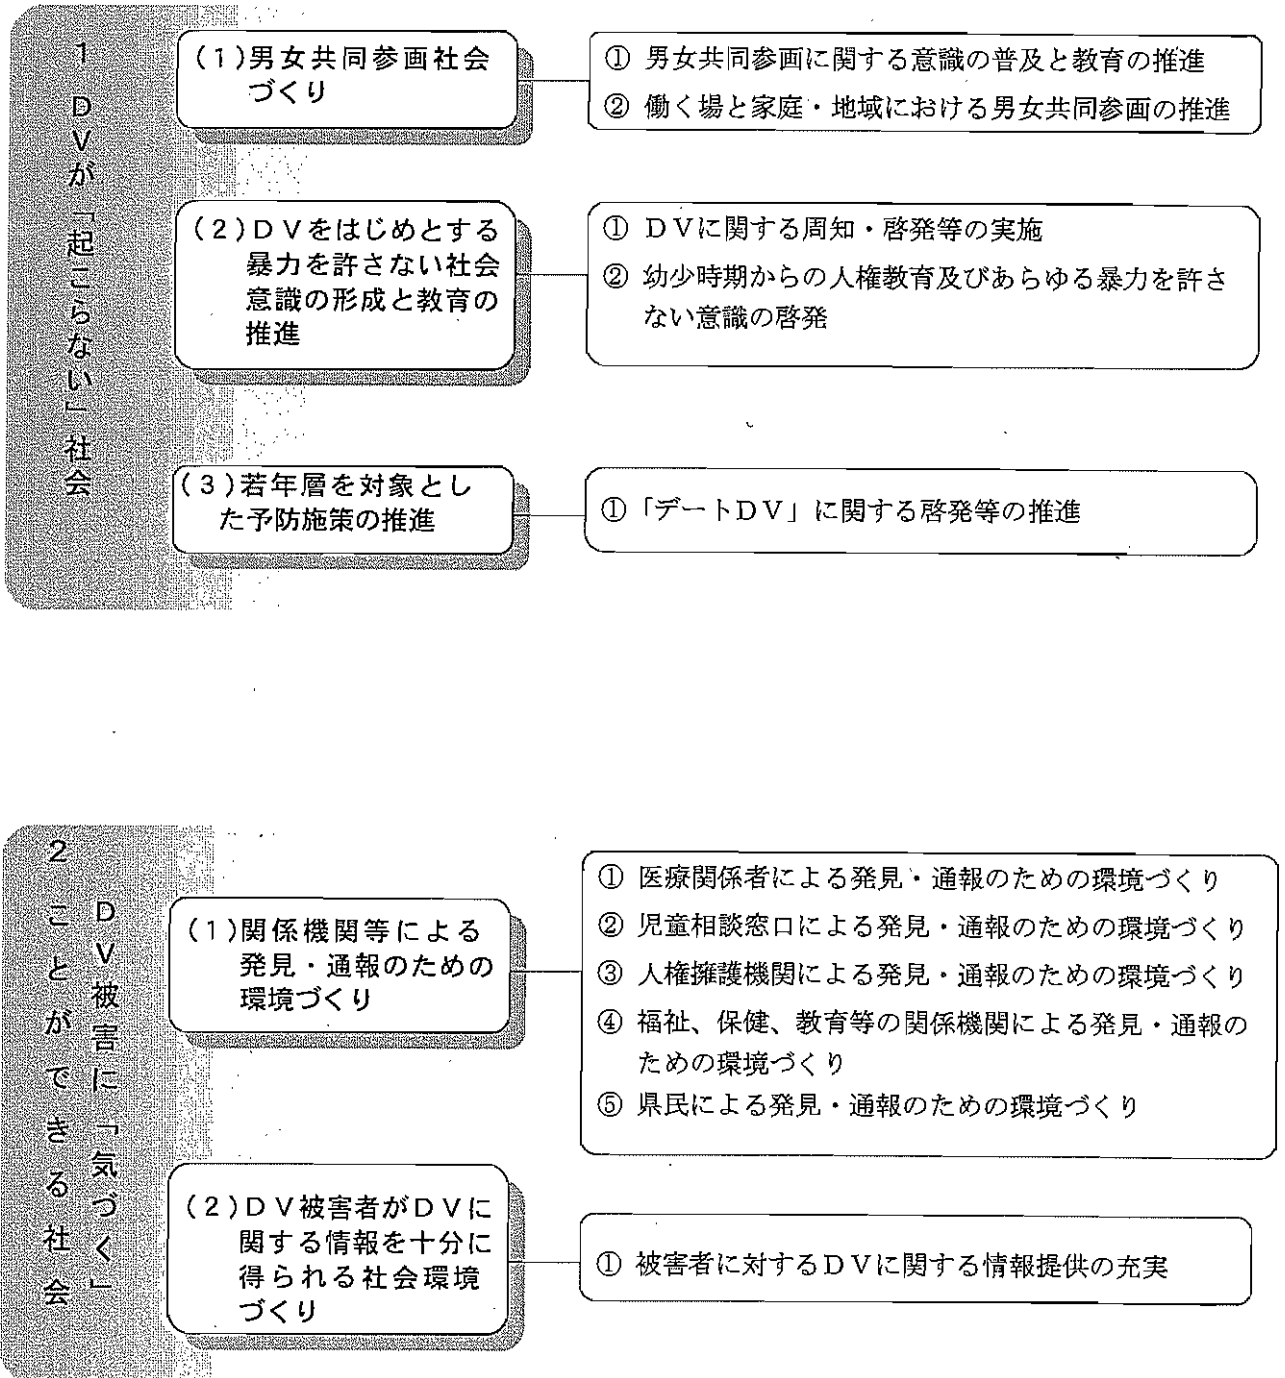 1 DVが「起こらない」社会
(1)男女共同参画社会
づくり
① 男女共同参画に関する意識の普及と教育の推進
② 働く場と家庭・地域における男女共同参画の推進
(2)DVをはじめとする
暴力を許さない社会
意識の形成と教育の
推進
① DVに関する周知・啓発等の実施
② 幼少時期からの人権教育及びあらゆる暴力を許さ
ない意識の啓発
(3)若年層を対象とし
た予防施策の推進
①「デートDV」に関する啓発等の推進
2 DV被害に「気づく」
ことができる社会
(1)関係機関等による
発見・通報のための
環境づくり
① 医療関係者による発見・通報のための環境づくり
② 児童相談窓口による発見・通報のための環境づくり
③ 人権擁護機関による発見・通報のための環境づくり
④ 福祉、保健、教育等の関係機関による発見・通報の
ための環境づくり
⑤ 県民による発見・通報のための環境づくり
(2)DV被害者がDVに
関する情報を十分に
得られる社会環境
づくり
① 被害者に対するDVに関する情報提供の充実